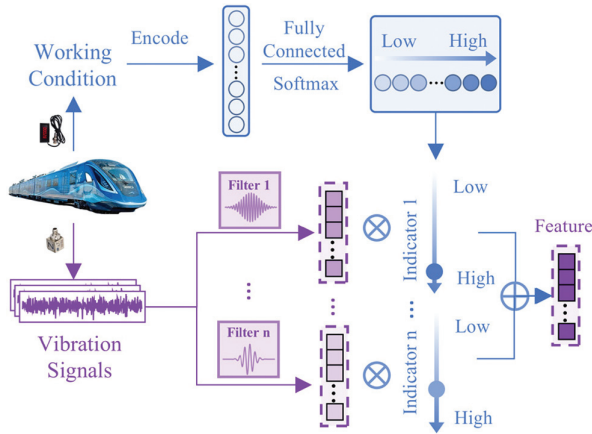 Working
Condition
Encode
Fully
Connected
Softmax
Low
High
Filter 1
Indicator 1
Low
High
Feature
Vibration
Signals
Filter n
Indicator n
Low
High